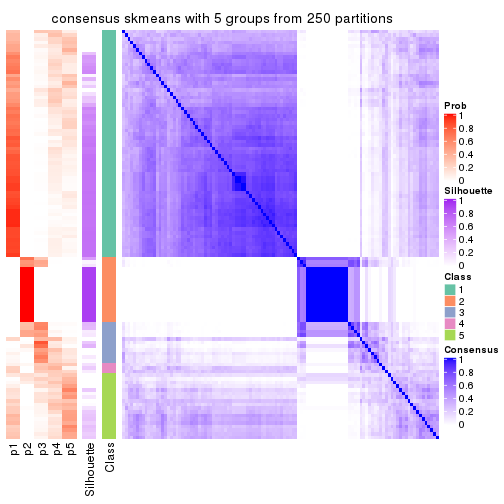 consensus skmeans with 5 groups from 250 partitions
Prob
1
0.8
0.6
0.4
0.2
0
Silhouette
1
0.8
0.6
0.4
0.2
0
Class
1
2
3
4
5
Consensus
1
0.8
0.6
0.4
0.2
0
p1
p2
p3
p4
p5
Silhouette
Class